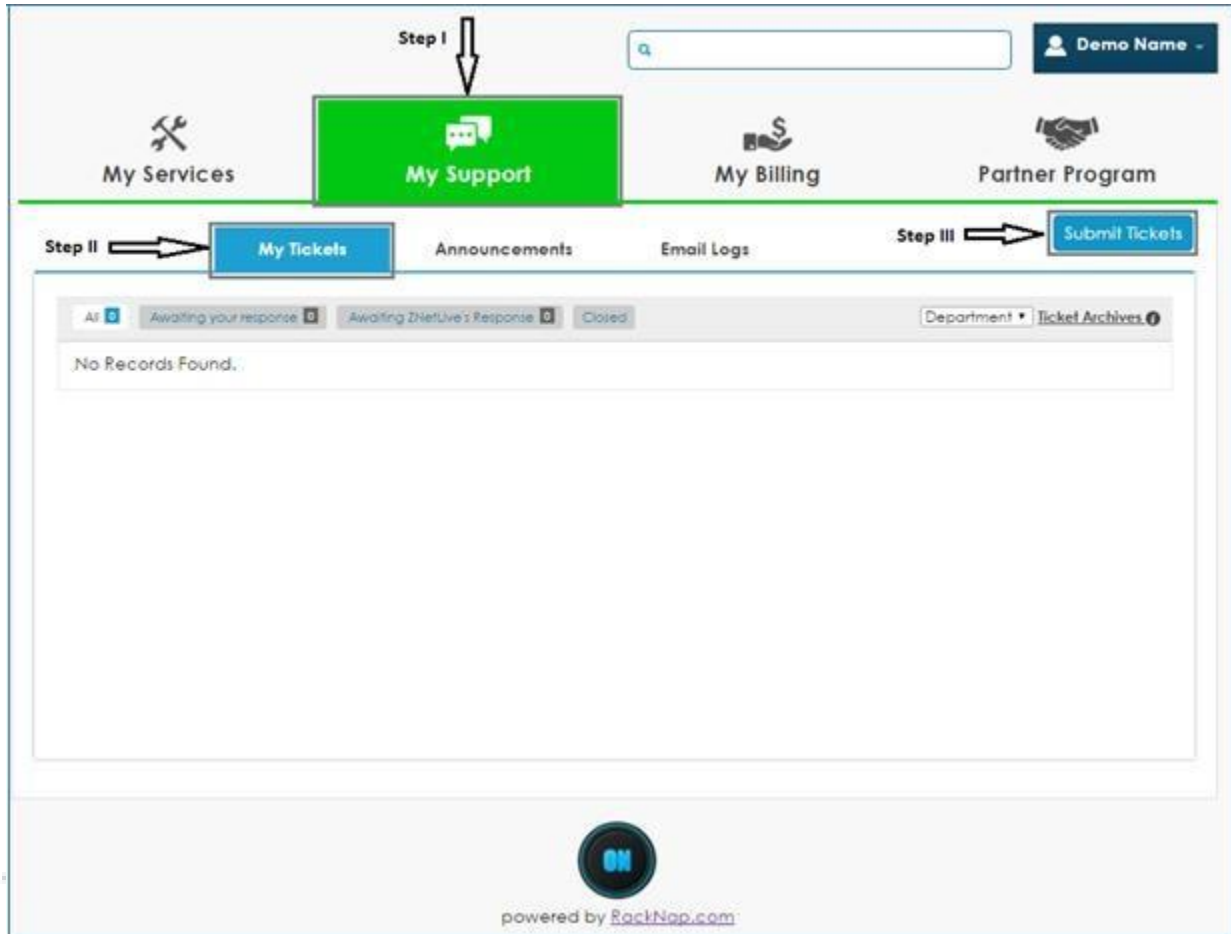 Step I
Demo Name
My Services
My Support
My Billing
Partner Program
Step II
My Tickets
Announcements
Email Logs
Step III
Submit Tickets
All 0
Awaiting your response 0
Awaiting ZNetLive's Response 0
Closed
Department
Ticket Archives
No Records Found.
ON
powered by RackNap.com